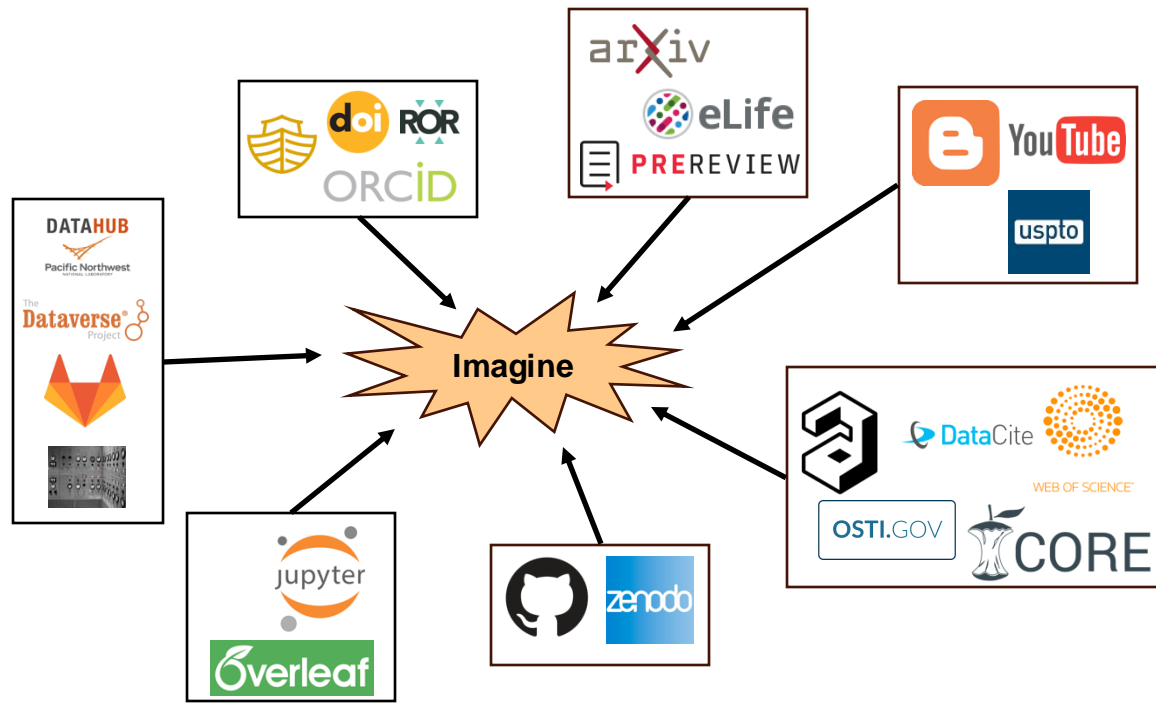 arXiv
eLife
PREREVIEW
doi
ROR
ORCiD
YouTube
uspto
DATAHUB
Pacific Northwest
NATIONAL LABORATORY
The
Dataverse®
Project
Imagine
DataCite
WEB OF SCIENCE™
OSTI.GOV
CORE
jupyter
Overleaf
zenodo